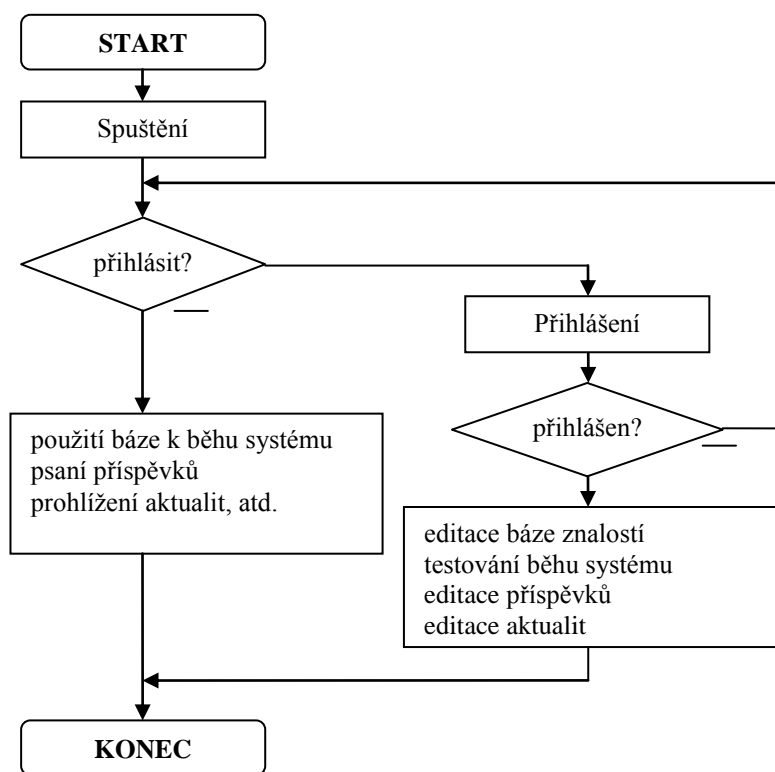 START
Spuštění
přihlásit?
Přihlášení
přihlášen?
použití báze k běhu systému
psaní příspěvků
prohlížení aktualit, atd.
editace báze znalostí
testování běhu systému
editace příspěvků
editace aktualit
KONEC